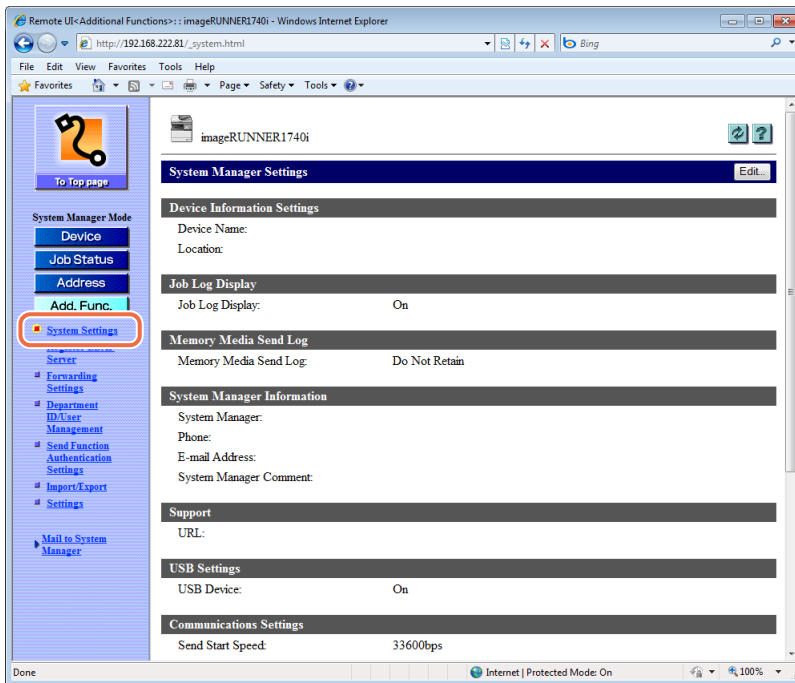 Remote UI<Additional Functions>: : imageRUNNER1740i - Windows Internet Explorer
http://192.168.222.81/_system.html
Bing
File Edit View Favorites Tools Help
Favorites Page Safety Tools
imageRUNNER1740i
To Top page
System Manager Settings Edit...
System Manager Mode
Device
Job Status
Address
Add. Func.
System Settings
Server
Forwarding
Settings
Department
ID/User
Management
Send Function
Authentication
Settings
Import/Export
Settings
Mail to System
Manager
Device Information Settings
Device Name:
Location:
Job Log Display
Job Log Display: On
Memory Media Send Log
Memory Media Send Log: Do Not Retain
System Manager Information
System Manager:
Phone:
E-mail Address:
System Manager Comment:
Support
URL:
USB Settings
USB Device: On
Communications Settings
Send Start Speed: 33600bps
Done Internet | Protected Mode: On 100%